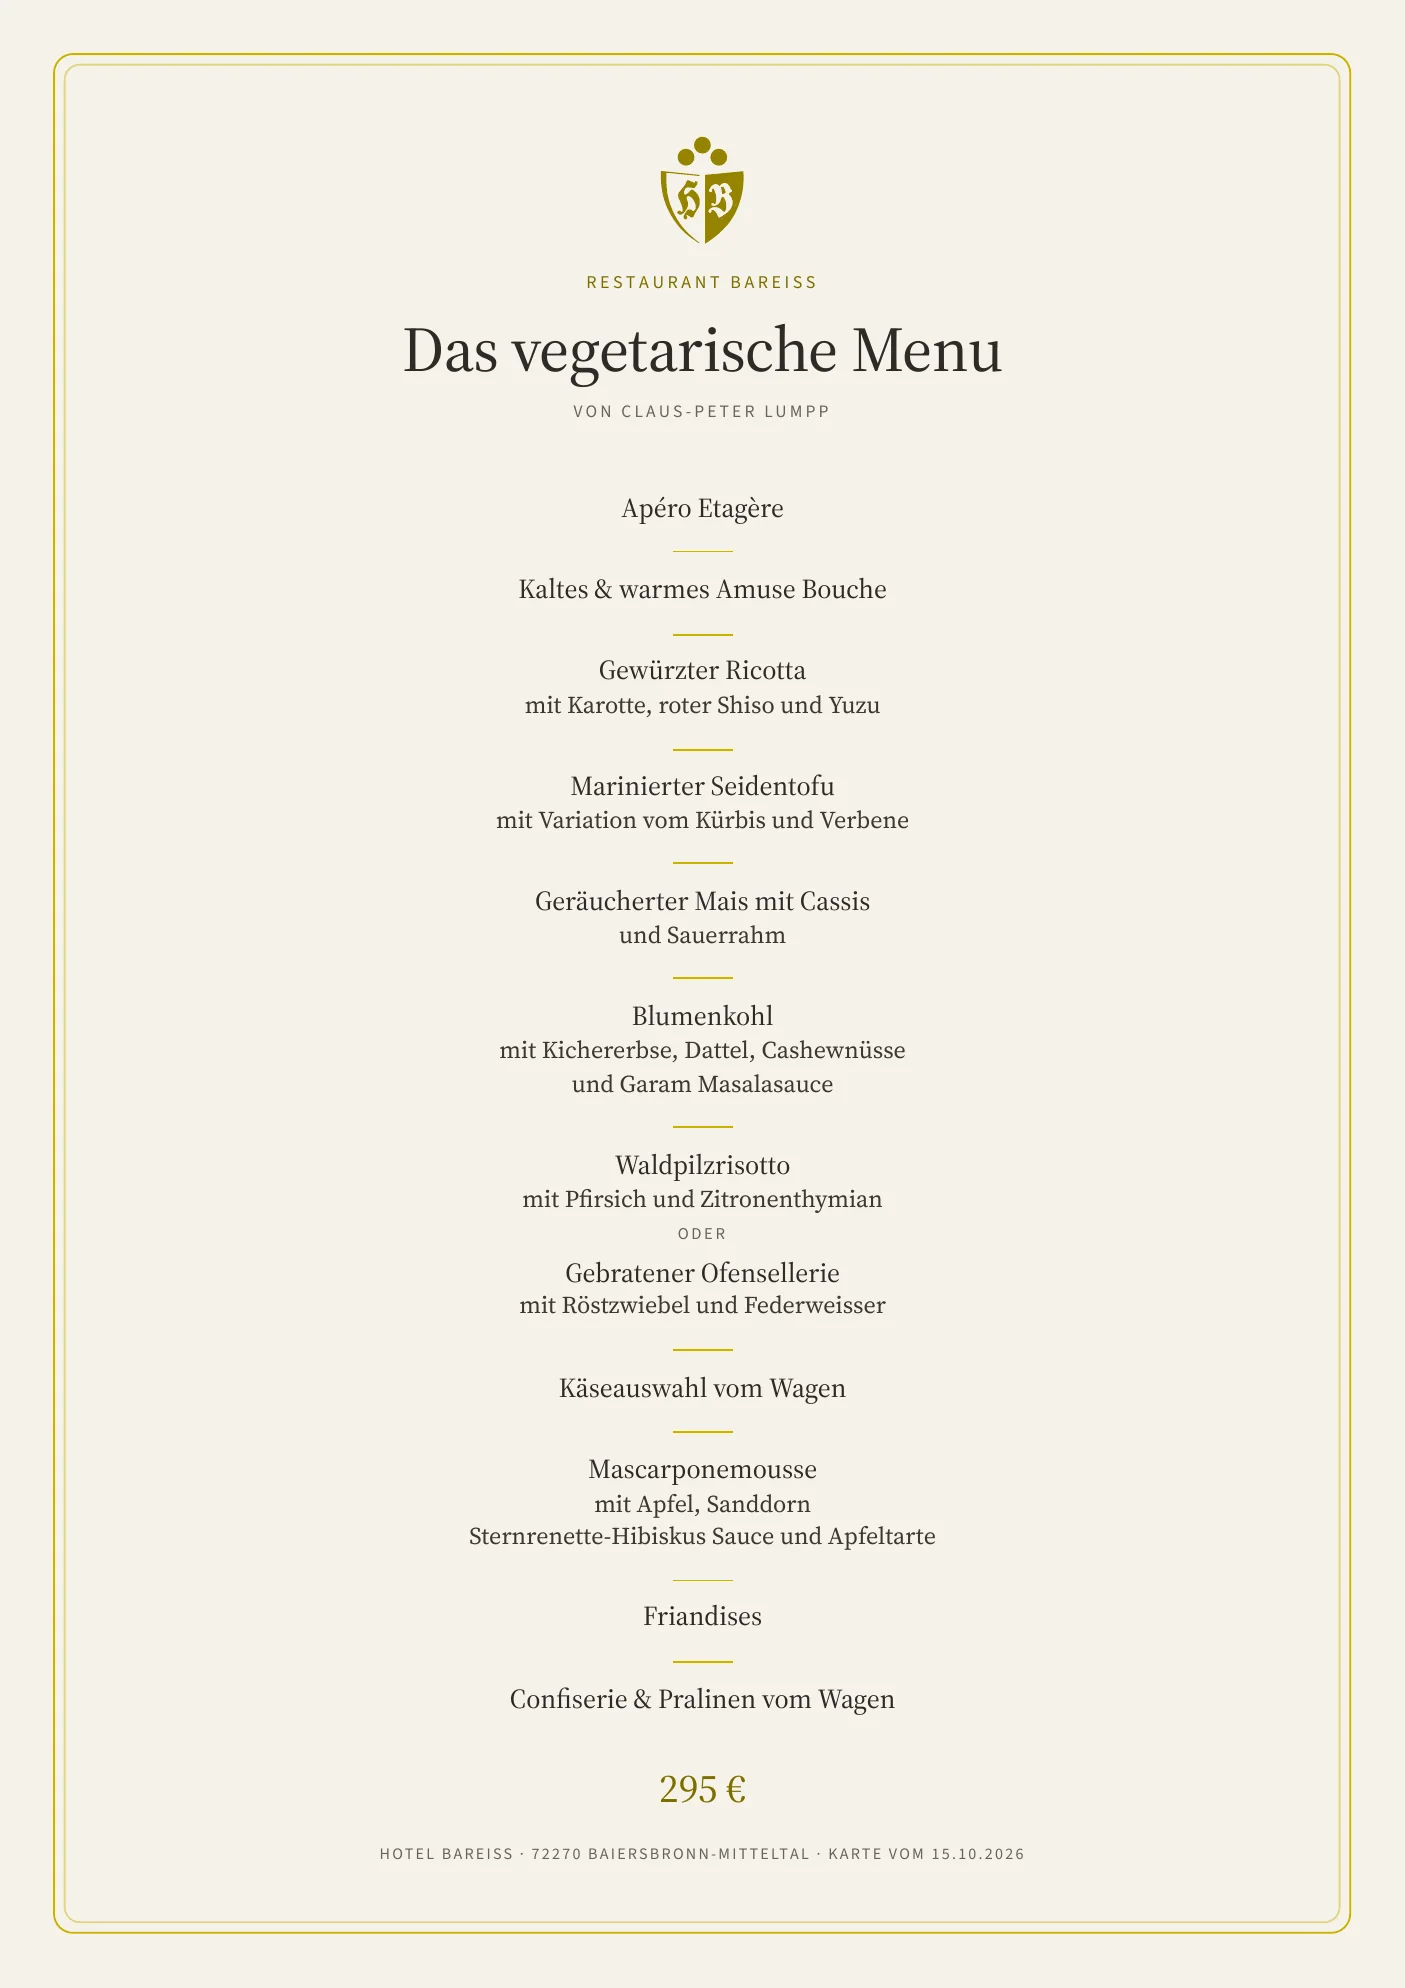 HB
RESTAURANT BAREISS
Das vegetarische Menu
VON CLAUS-PETER LUMPP
Apéro Etagère
Kaltes & warmes Amuse Bouche
Gewürzter Ricotta
mit Karotte, roter Shiso und Yuzu
Marinierter Seidentofu
mit Variation vom Kürbis und Verbene
Geräucherter Mais mit Cassis
und Sauerrahm
Blumenkohl
mit Kichererbse, Dattel, Cashewnüsse
und Garam Masalasauce
Waldpilzrisotto
mit Pfirsich und Zitronenthymian
ODER
Gebratener Ofensellerie
mit Röstzwiebel und Federweisser
Käseauswahl vom Wagen
Mascarponemousse
mit Apfel, Sanddorn
Sternrenette-Hibiskus Sauce und Apfeltarte
Friandises
Confiserie & Pralinen vom Wagen
295 €
HOTEL BAREISS · 72270 BAIERSBRONN-MITTELTAL · KARTE VOM 15.10.2026